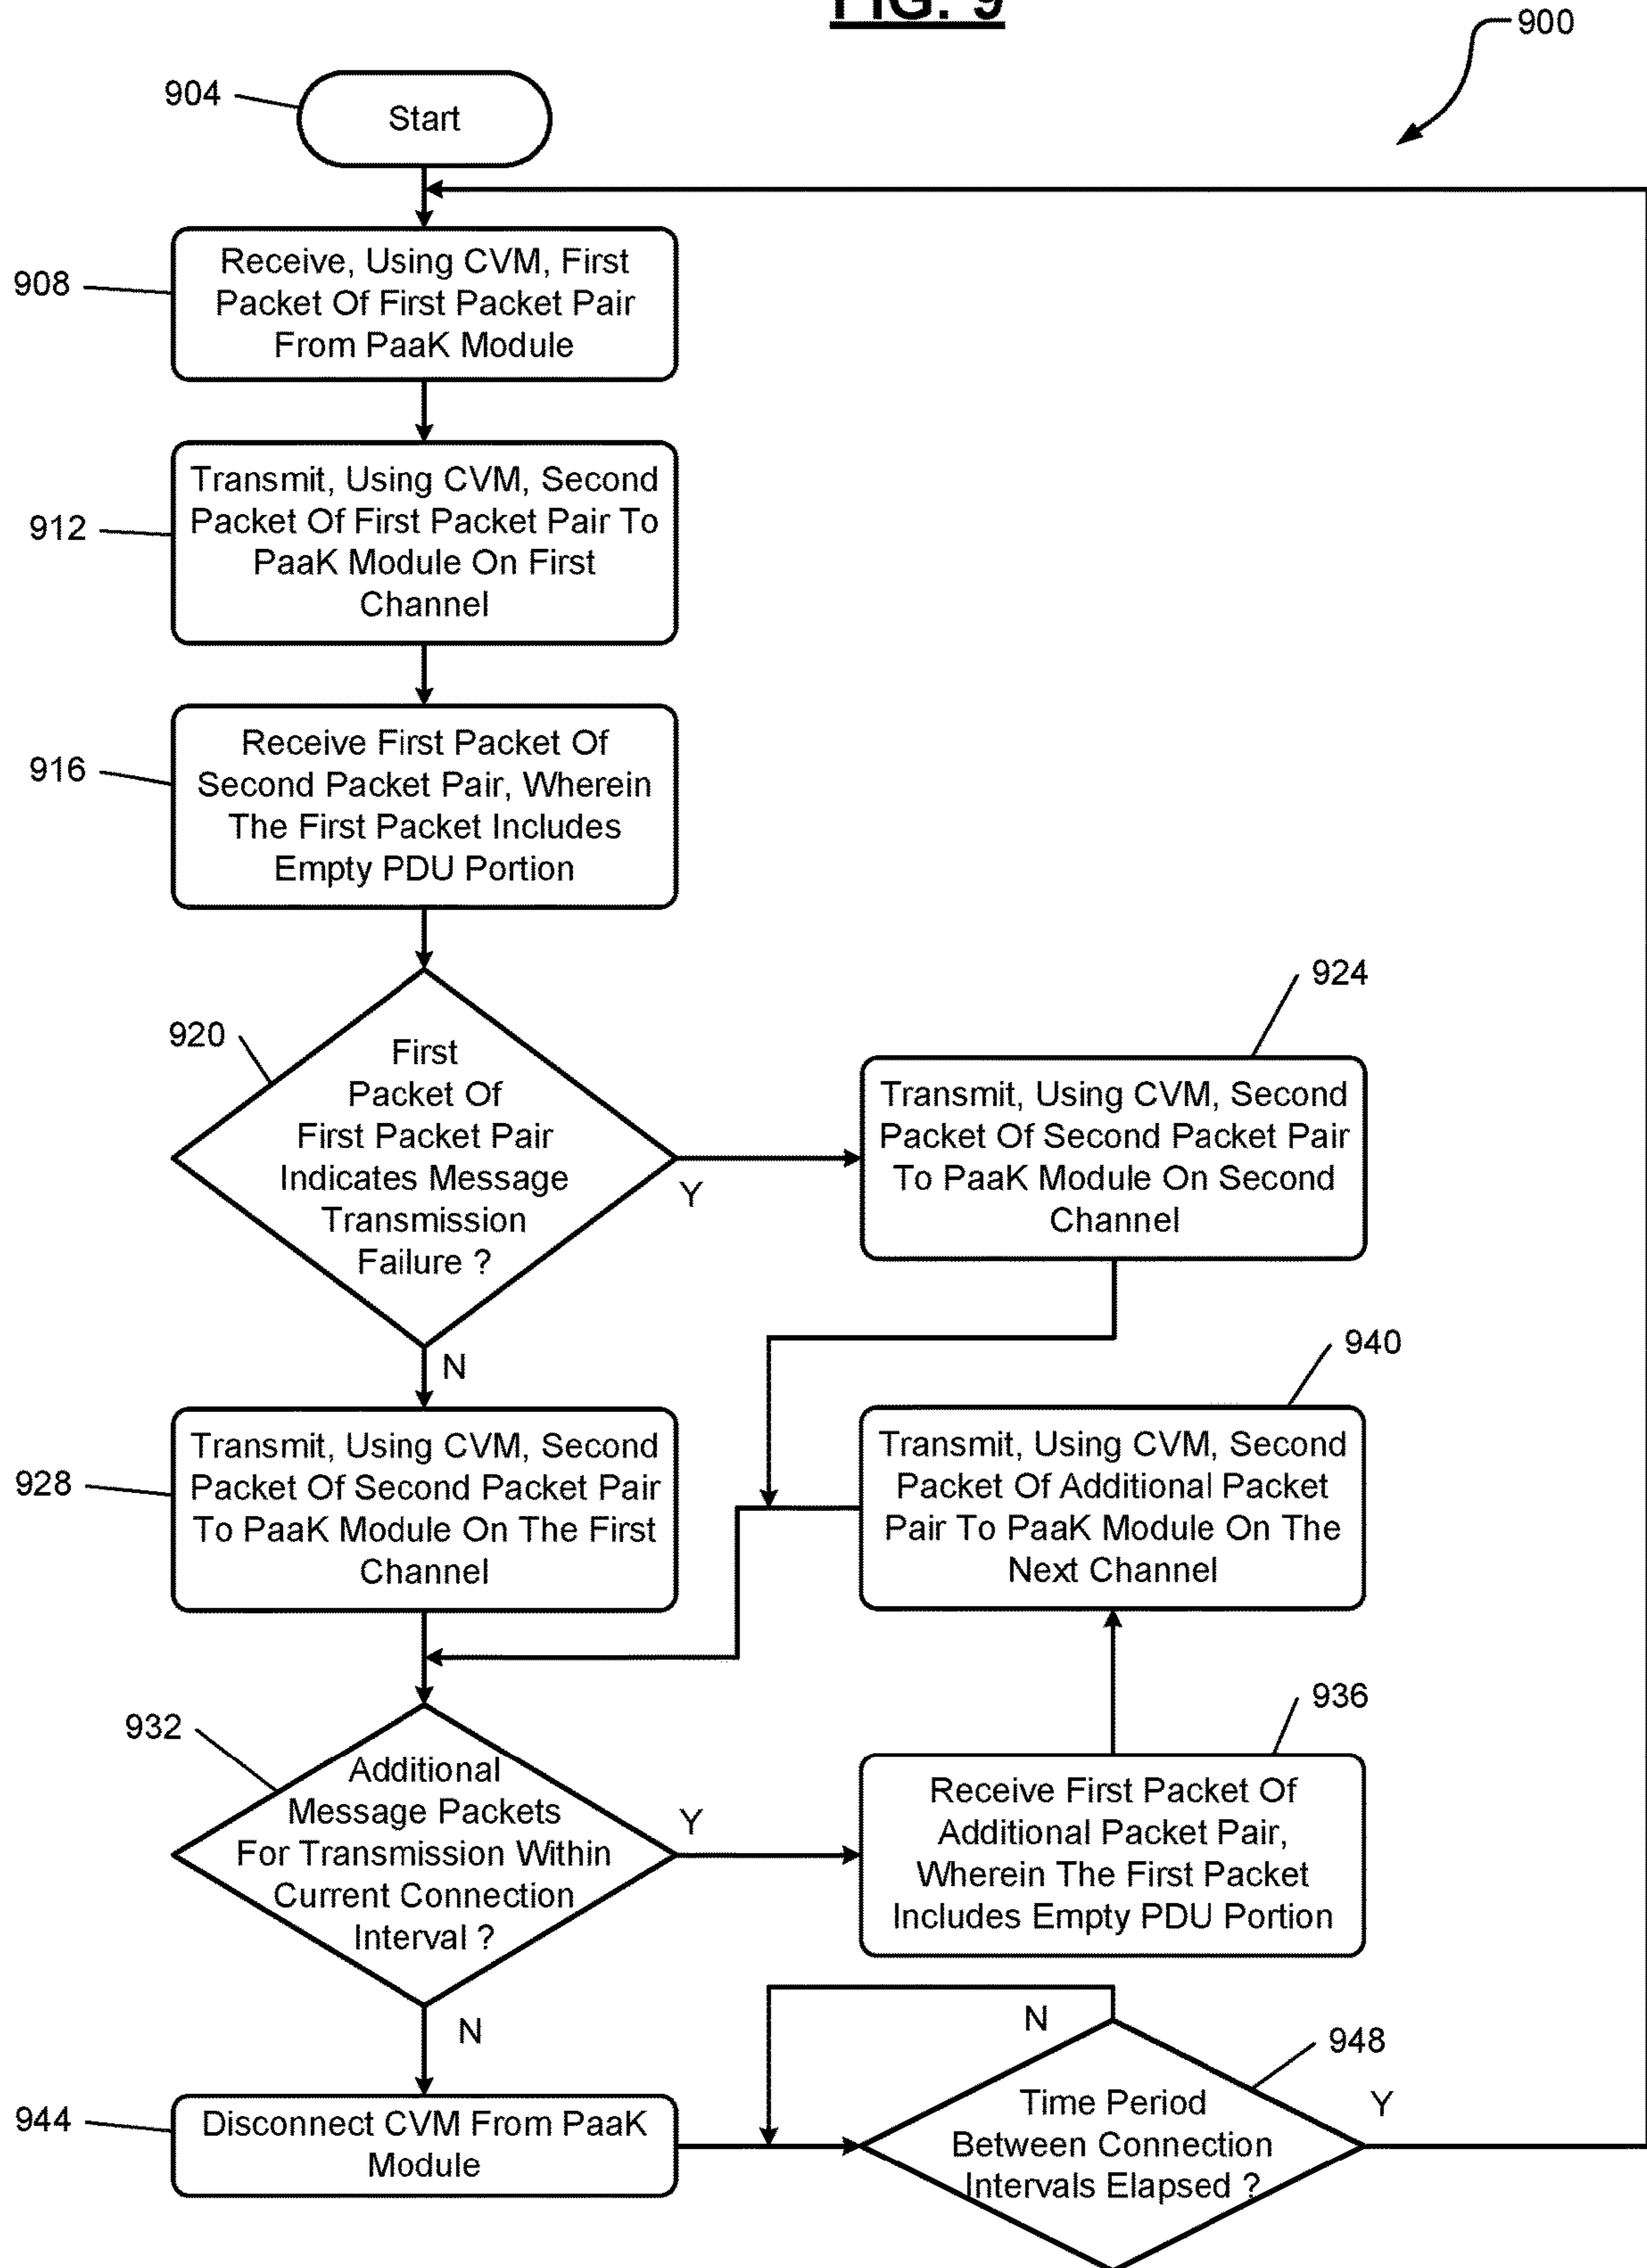 FIG. 9
900
904
Start
908
Receive, Using CVM, First
Packet Of First Packet Pair
From PaaK Module
912
Transmit, Using CVM, Second
Packet Of First Packet Pair To
PaaK Module On First
Channel
916
Receive First Packet Of
Second Packet Pair, Wherein
The First Packet Includes
Empty PDU Portion
920
First
Packet Of
First Packet Pair
Indicates Message
Transmission
Failure ?
Y
N
924
Transmit, Using CVM, Second
Packet Of Second Packet Pair
To PaaK Module On Second
Channel
928
Transmit, Using CVM, Second
Packet Of Second Packet Pair
To PaaK Module On The First
Channel
940
Transmit, Using CVM, Second
Packet Of Additional Packet
Pair To PaaK Module On The
Next Channel
932
Additional
Message Packets
For Transmission Within
Current Connection
Interval ?
Y
N
936
Receive First Packet Of
Additional Packet Pair,
Wherein The First Packet
Includes Empty PDU Portion
944
Disconnect CVM From PaaK
Module
948
Time Period
Between Connection
Intervals Elapsed ?
N
Y